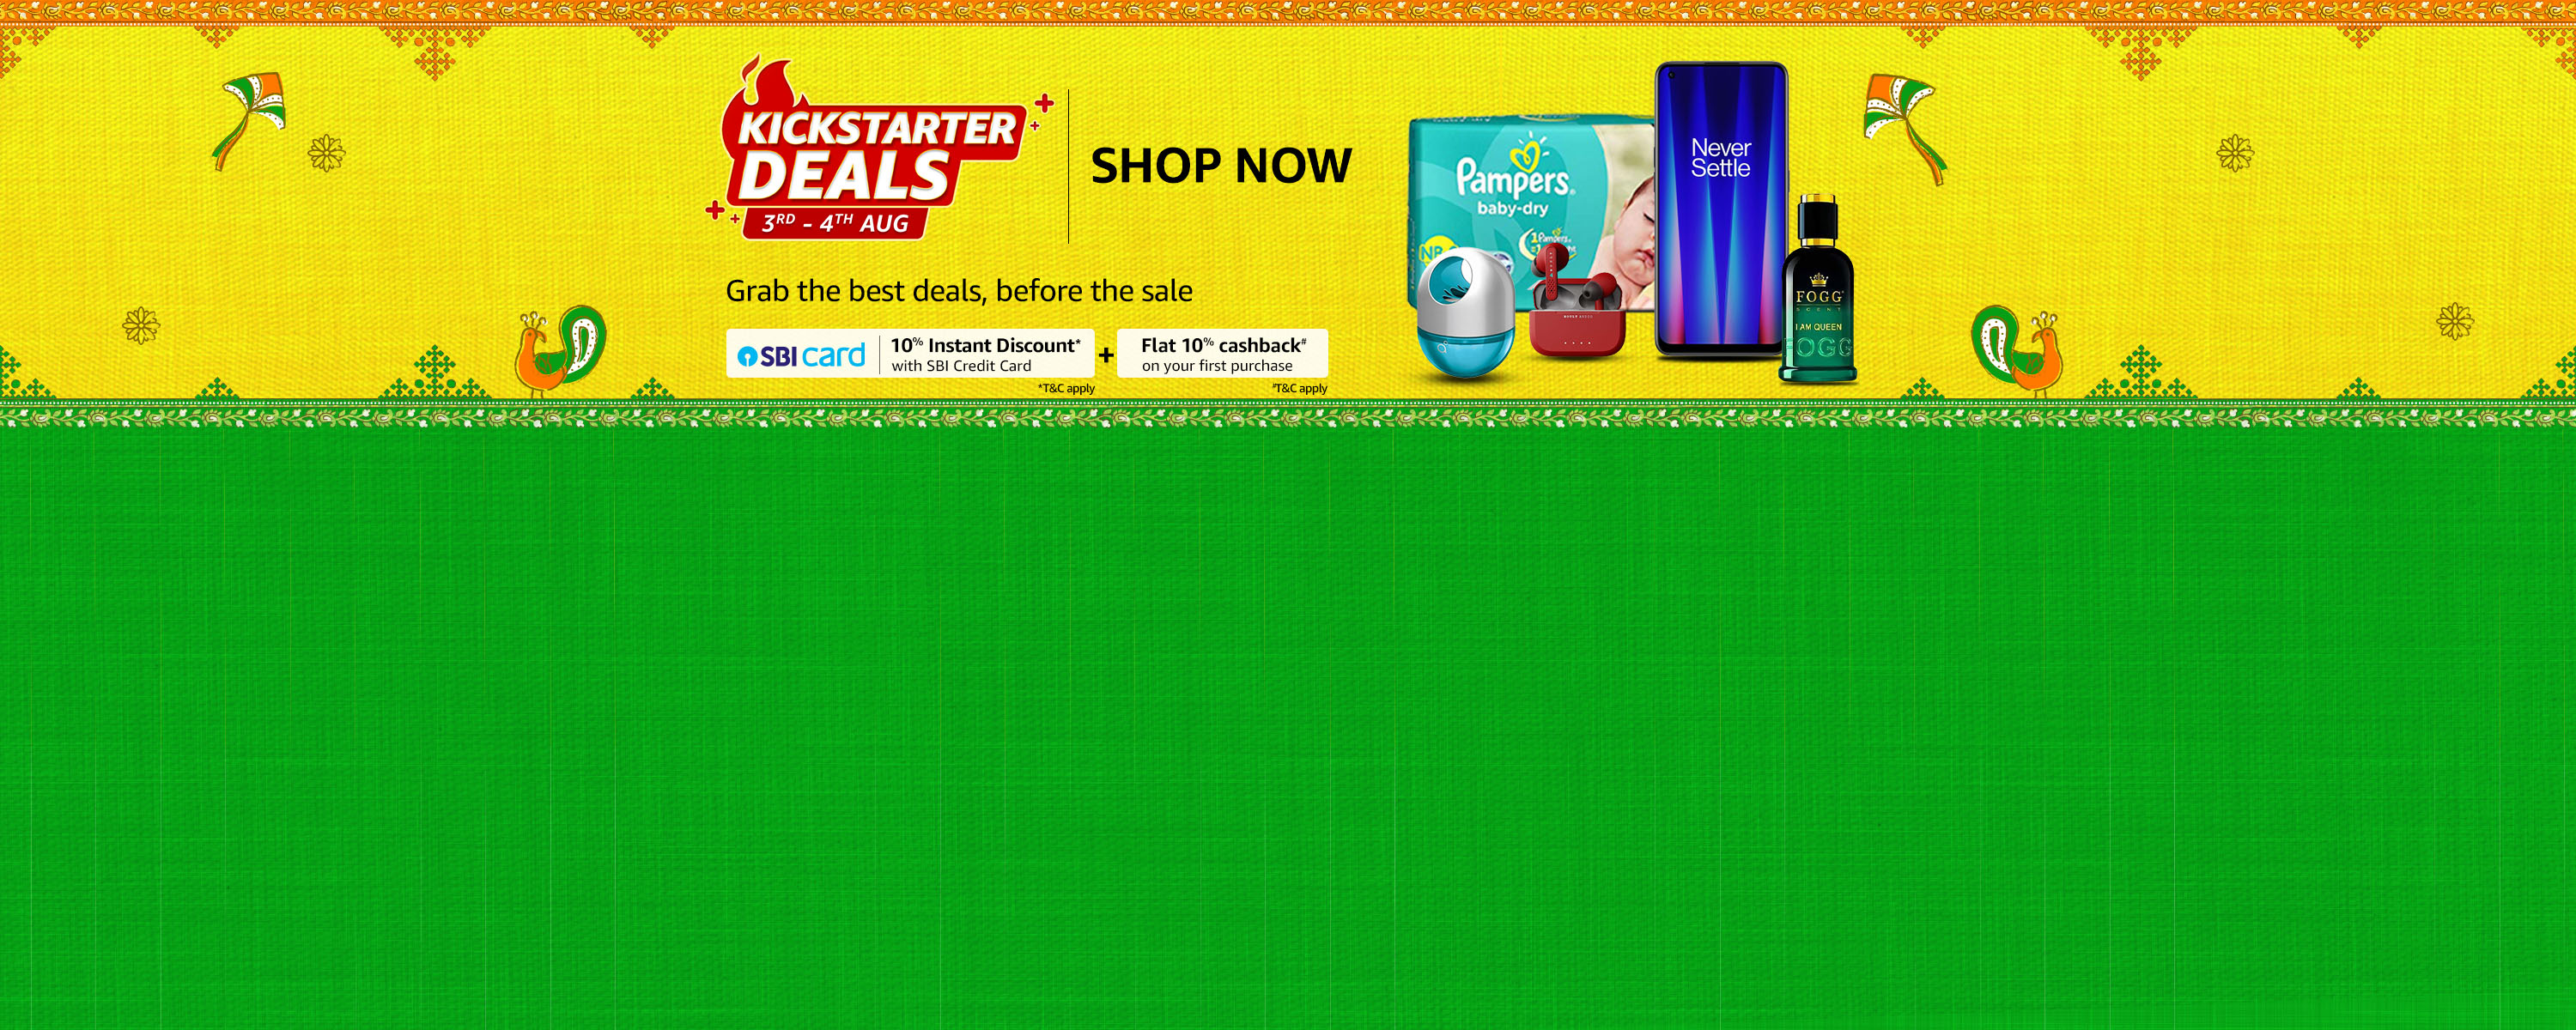 KICKSTARTER
DEALS
3RD - 4TH AUG
SHOP NOW
Grab the best deals, before the sale
SBI card
10% Instant Discount*
with SBI Credit Card
+
Flat 10% cashback#
on your first purchase
*T&C apply
#T&C apply
Pampers
baby-dry
Never
Settle
FOGG
SCENT
I AM QUEEN
FOGG